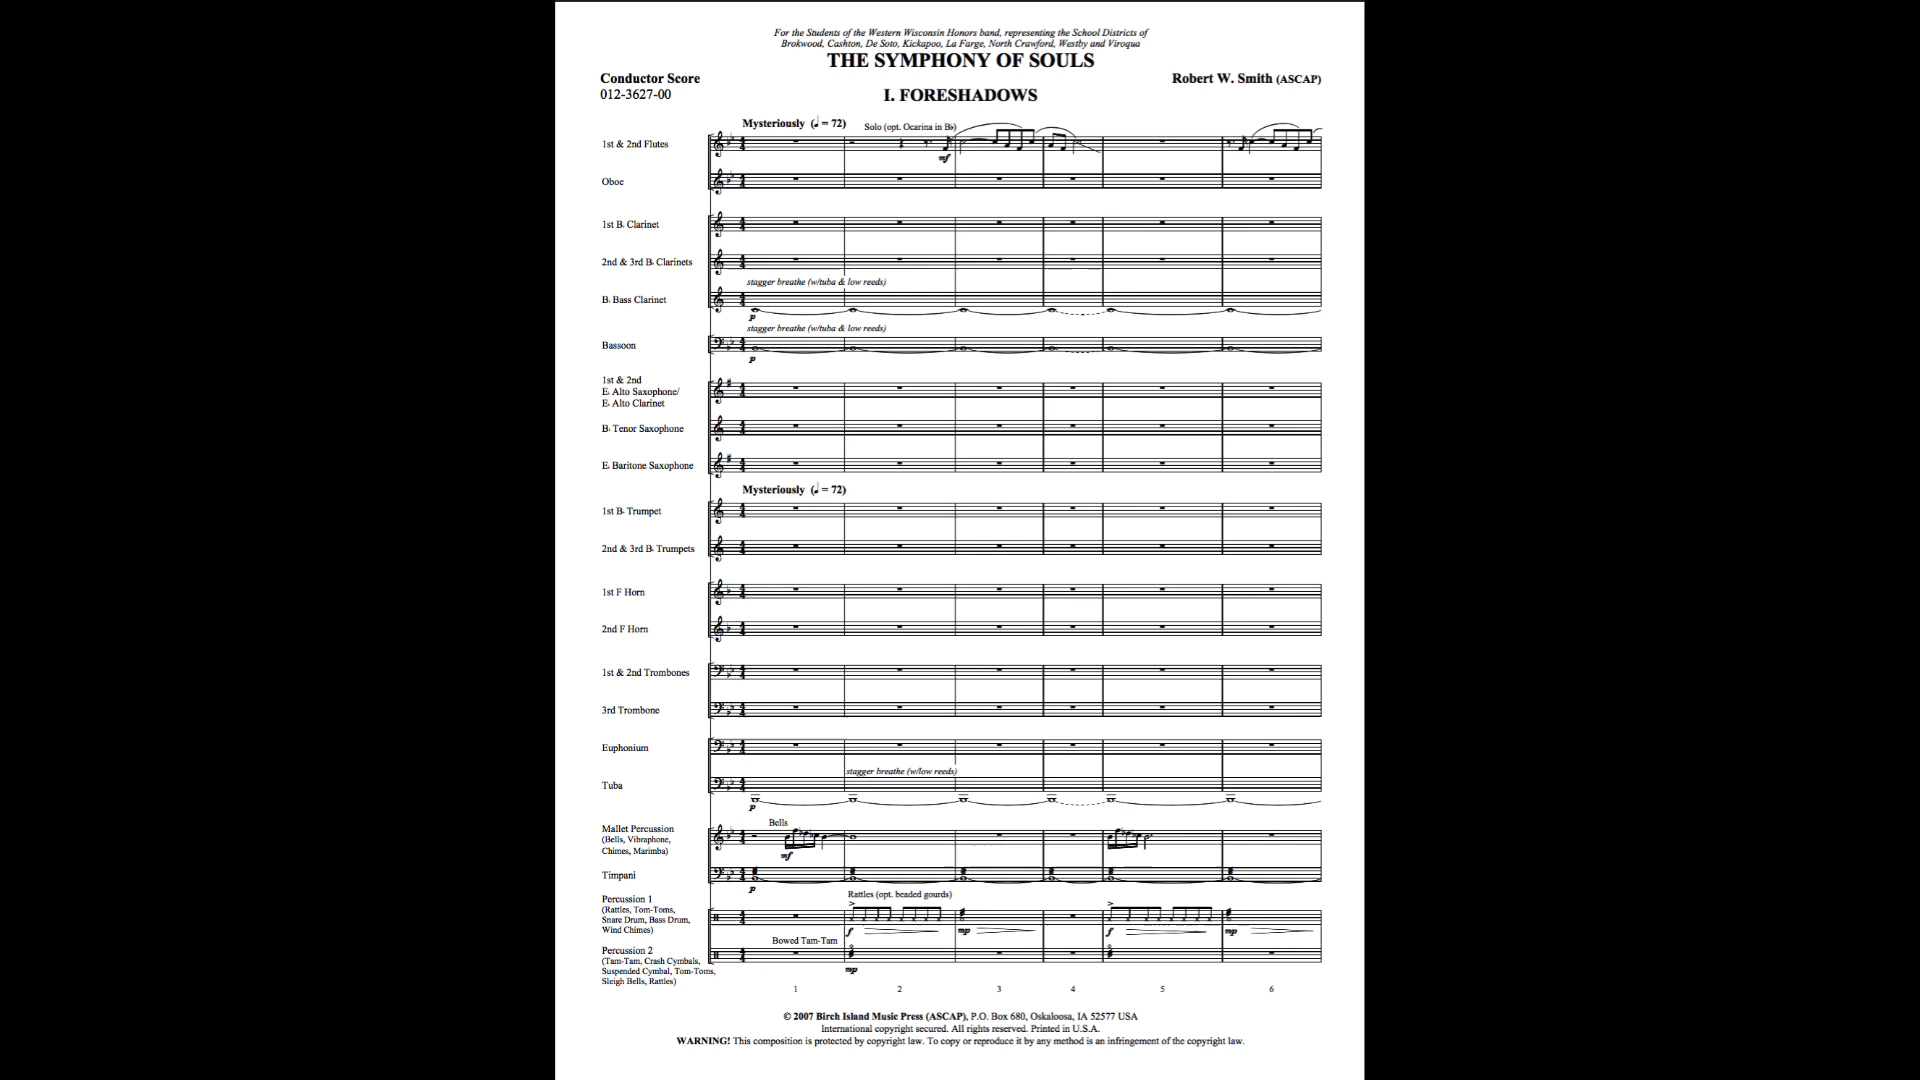 For the Students of the Western Wisconsin Honors band, representing the School Districts of
Brokwood, Cashton, De Soto, Kickapoo, La Farge, North Crawford, Westby and Viroqua
THE SYMPHONY OF SOULS
Conductor Score
012-3627-00
Robert W. Smith (ASCAP)
I. FORESHADOWS
Mysteriously (♩ = 72)
Solo (opt. Ocarina in B♭)
1st & 2nd Flutes
mf
Oboe
1st B♭ Clarinet
2nd & 3rd B♭ Clarinets
stagger breathe (w/tuba & low reeds)
B♭ Bass Clarinet
p
stagger breathe (w/tuba & low reeds)
Bassoon
p
1st & 2nd
E♭ Alto Saxophone/
E♭ Alto Clarinet
B♭ Tenor Saxophone
E♭ Baritone Saxophone
Mysteriously (♩ = 72)
1st B♭ Trumpet
2nd & 3rd B♭ Trumpets
1st F Horn
2nd F Horn
1st & 2nd Trombones
3rd Trombone
Euphonium
stagger breathe (w/low reeds)
Tuba
p
Bells
Mallet Percussion
(Bells, Vibraphone,
Chimes, Marimba)
mf
Timpani
p
Rattles (opt. beaded gourds)
Percussion 1
(Rattles, Tom-Toms,
Snare Drum, Bass Drum,
Wind Chimes)
f mp f mp
Bowed Tam-Tam
Percussion 2
(Tam-Tam, Crash Cymbals,
Suspended Cymbal, Tom-Toms,
Sleigh Bells, Rattles)
mp
1 2 3 4 5 6
© 2007 Birch Island Music Press (ASCAP), P.O. Box 680, Oskaloosa, IA 52577 USA
International copyright secured. All rights reserved. Printed in U.S.A.
WARNING! This composition is protected by copyright law. To copy or reproduce it by any method is an infringement of the copyright law.